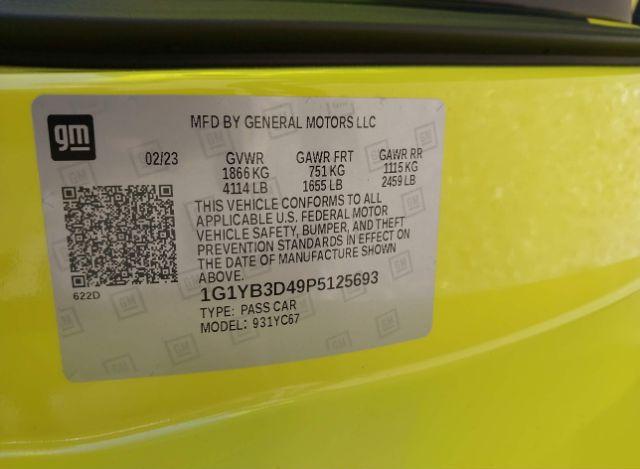 gm
MFD BY GENERAL MOTORS LLC
02/23 GVWR GAWR FRT GAWR RR
1866 KG 751 KG 1115 KG
4114 LB 1655 LB 2459 LB
THIS VEHICLE CONFORMS TO ALL
APPLICABLE U.S. FEDERAL MOTOR
VEHICLE SAFETY, BUMPER, AND THEFT
PREVENTION STANDARDS IN EFFECT ON
THE DATE OF MANUFACTURE SHOWN
ABOVE.
622D
1G1YB3D49P5125693
TYPE: PASS CAR
MODEL: 931YC67